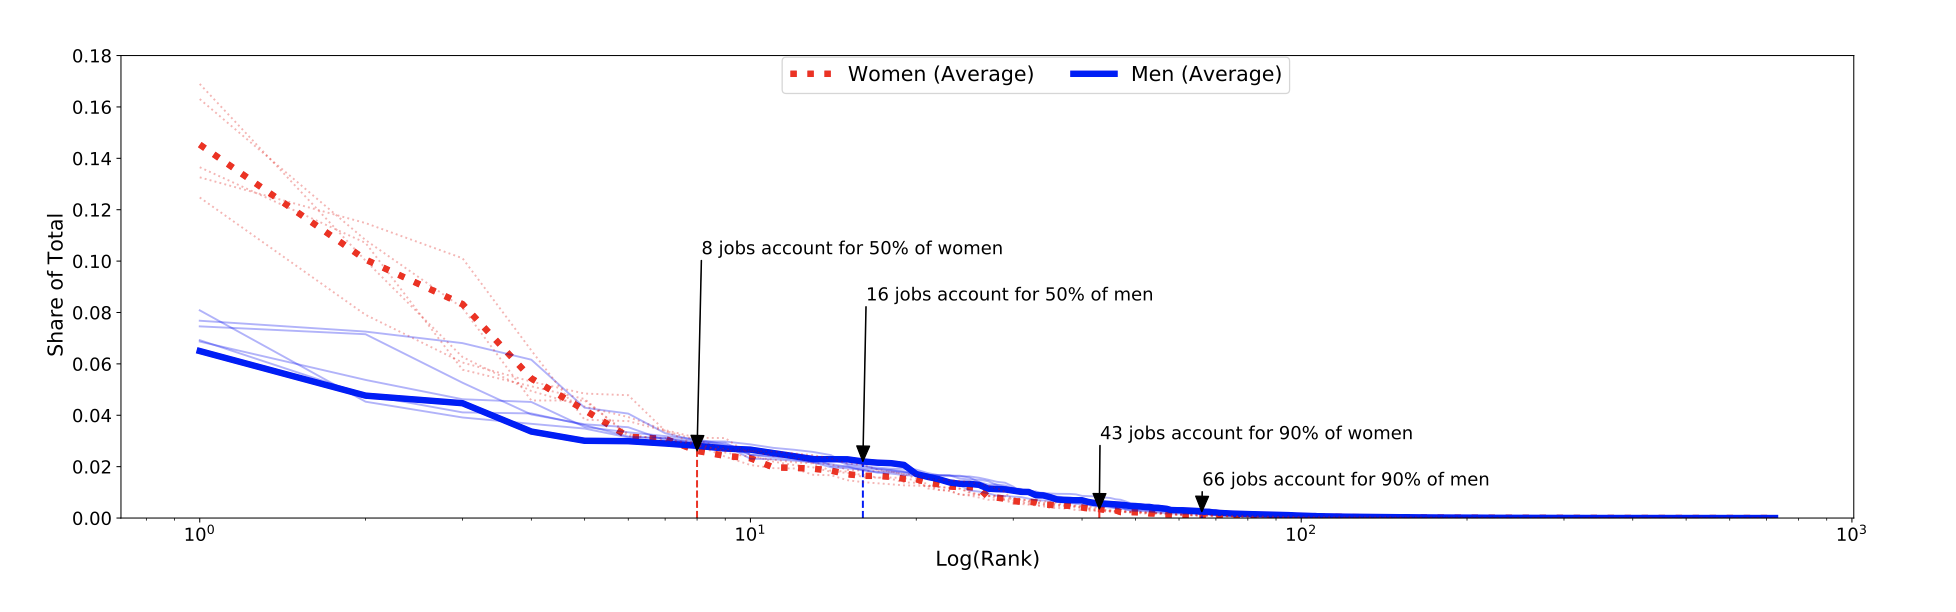 0.18
0.16
0.14
0.12
0.10
0.08
0.06
0.04
0.02
0.00
Share of Total
Women (Average)
Men (Average)
8 jobs account for 50% of women
16 jobs account for 50% of men
43 jobs account for 90% of women
66 jobs account for 90% of men
10⁰
10¹
10²
10³
Log(Rank)